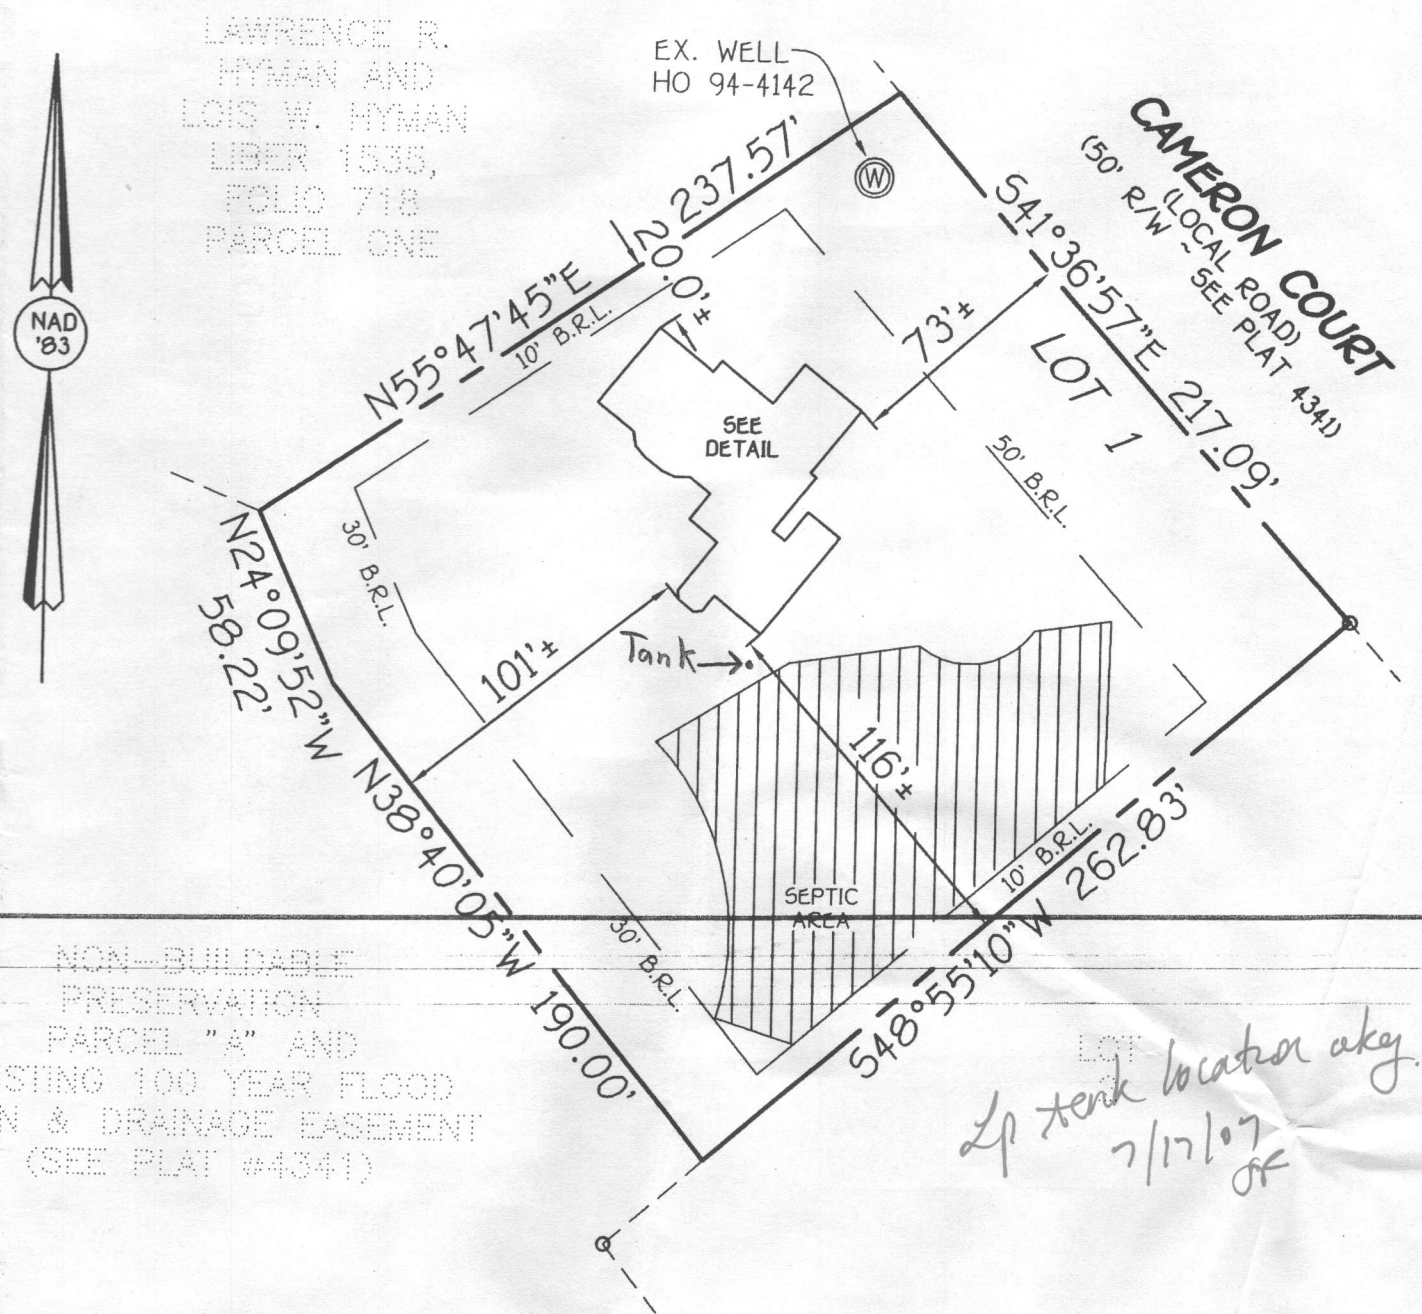 LAWRENCE R.
HYMAN AND
LOIS W. HYMAN
LIBER 1535,
FOLIO 718
PARCEL ONE
EX. WELL
HO 94-4142
W
NAD
'83
CAMERON COURT
(LOCAL ROAD)
(50' R/W ~ SEE PLAT 4341)
N55°47'45"E 237.57'
20.0'±
10' B.R.L.
S41°36'57"E 217.09'
73'±
LOT 1
SEE
DETAIL
50' B.R.L.
30' B.R.L.
N24°09'52"W
58.22'
101'±
Tank
116'±
N38°40'05"W 190.00'
SEPTIC
AREA
10' B.R.L.
S48°55'10"W 262.83'
30' B.R.L.
NON-BUILDABLE
PRESERVATION
PARCEL "A" AND
STING 100 YEAR FLOOD
N & DRAINAGE EASEMENT
(SEE PLAT #4341)
LOT
Lp tank location okay.
7/17/07